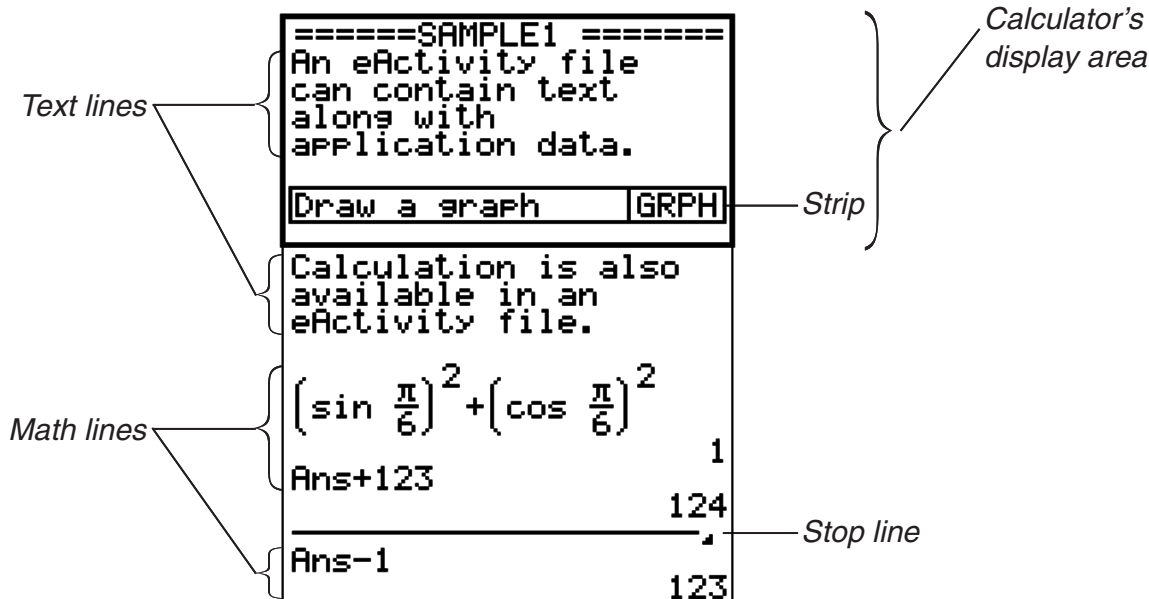 ======SAMPLE1 =======
An eActivity file
can contain text
along with
application data.
Draw a graph GRPH
Calculation is also
available in an
eActivity file.
(sin π/6)²+(cos π/6)²
1
Ans+123
124
Ans-1
123
Text lines
Math lines
Calculator's
display area
Strip
Stop line